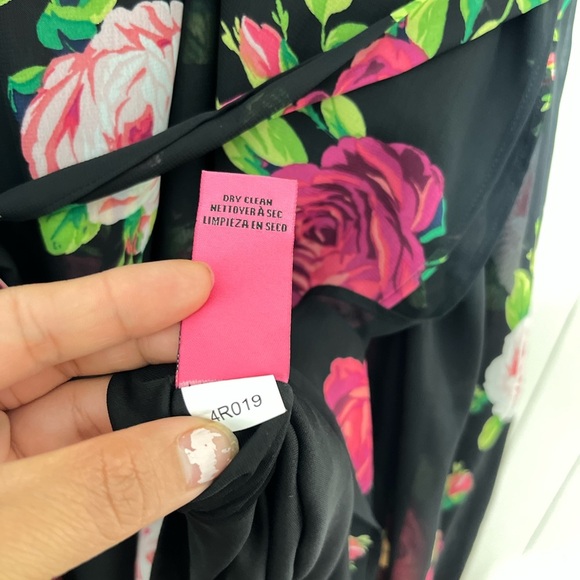 DRY CLEAN
NETTOYER À SEC
LIMPIEZA EN SECO
4R019